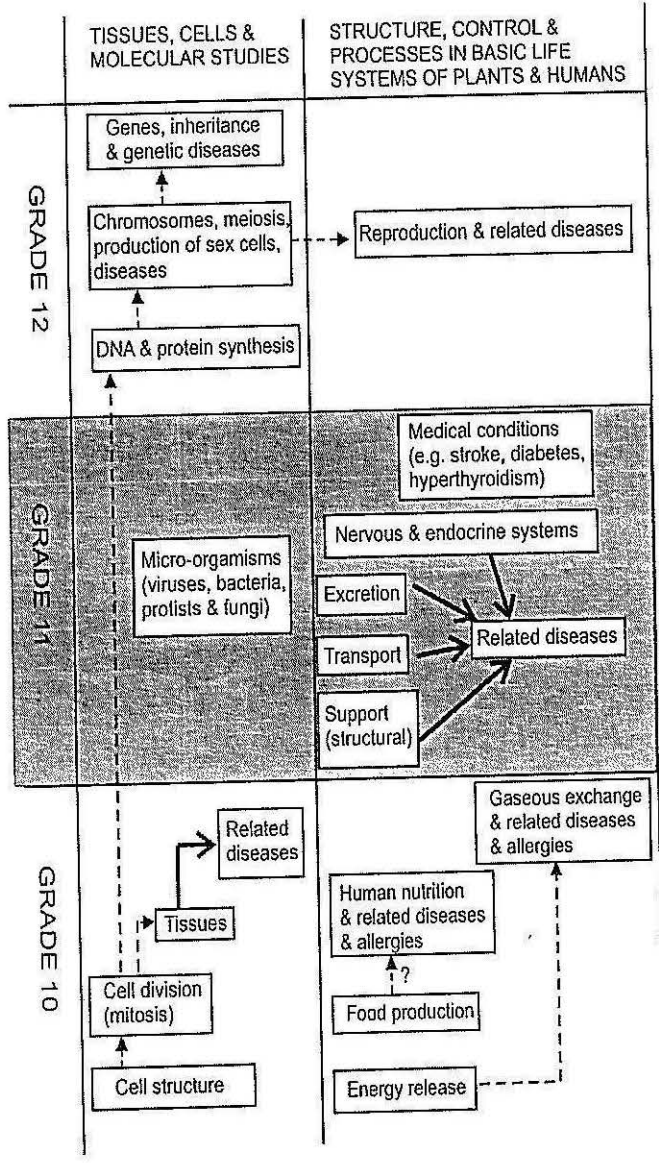 TISSUES, CELLS &
MOLECULAR STUDIES
STRUCTURE, CONTROL &
PROCESSES IN BASIC LIFE
SYSTEMS OF PLANTS & HUMANS
GRADE 12
Genes, inheritance
& genetic diseases
Chromosomes, meiosis,
production of sex cells,
diseases
Reproduction & related diseases
DNA & protein synthesis
GRADE 11
Medical conditions
(e.g. stroke, diabetes,
hyperthyroidism)
Nervous & endocrine systems
Micro-organisms
(viruses, bacteria,
protists & fungi)
Excretion
Related diseases
Transport
Support
(structural)
GRADE 10
Gaseous exchange
& related diseases
& allergies
Related
diseases
Human nutrition
& related diseases
& allergies
Tissues
?
Cell division
(mitosis)
Food production
Cell structure
Energy release